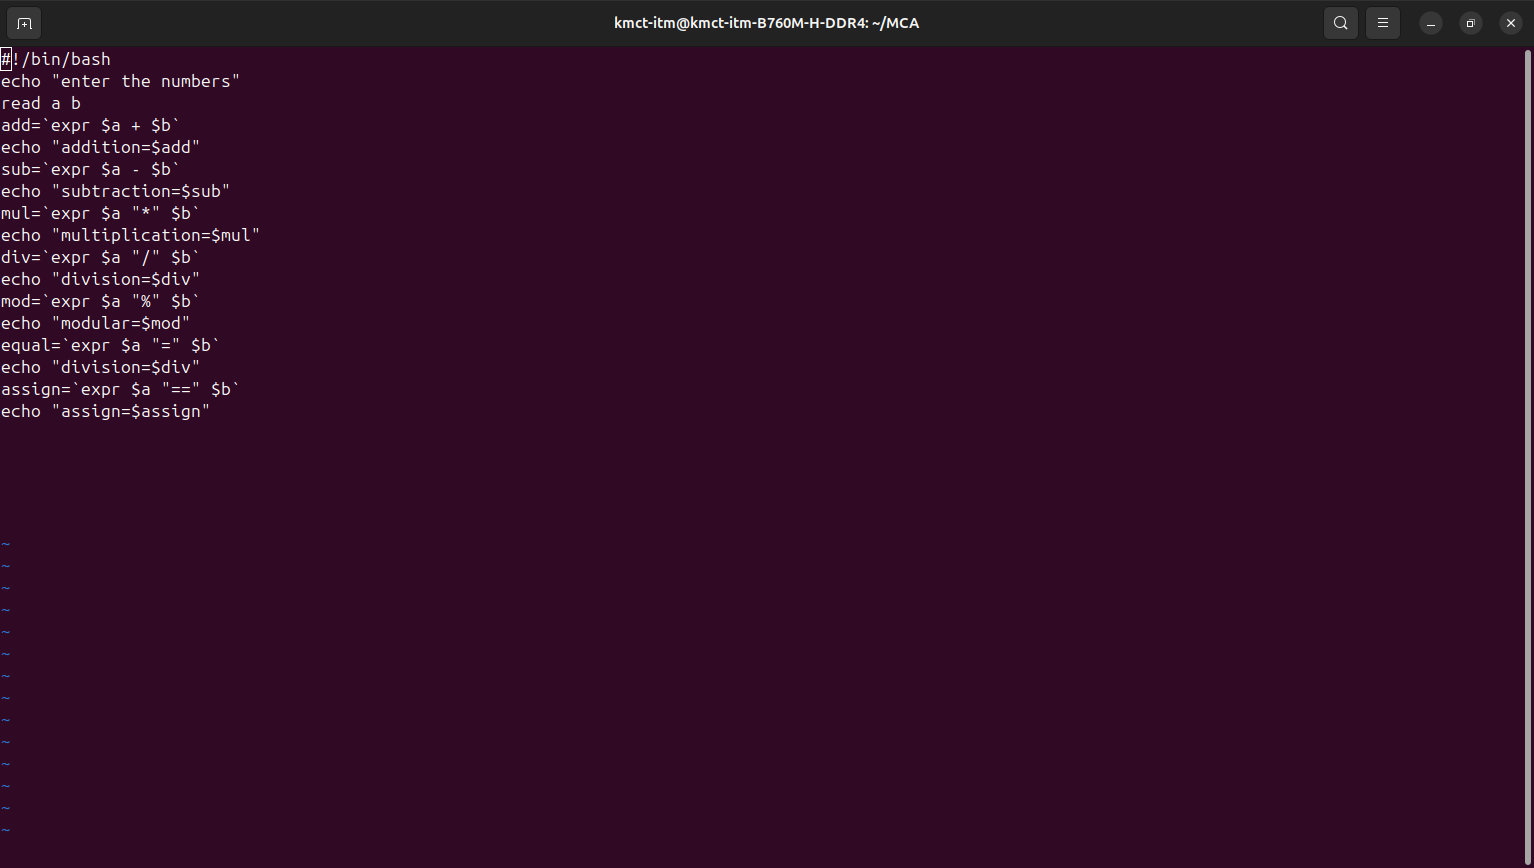 kmct-itm@kmct-itm-B760M-H-DDR4: ~/MCA
#!/bin/bash
echo "enter the numbers"
read a b
add=`expr $a + $b`
echo "addition=$add"
sub=`expr $a - $b`
echo "subtraction=$sub"
mul=`expr $a "*" $b`
echo "multiplication=$mul"
div=`expr $a "/" $b`
echo "division=$div"
mod=`expr $a "%" $b`
echo "modular=$mod"
equal=`expr $a "=" $b`
echo "division=$div"
assign=`expr $a "==" $b`
echo "assign=$assign"
~
~
~
~
~
~
~
~
~
~
~
~
~
~